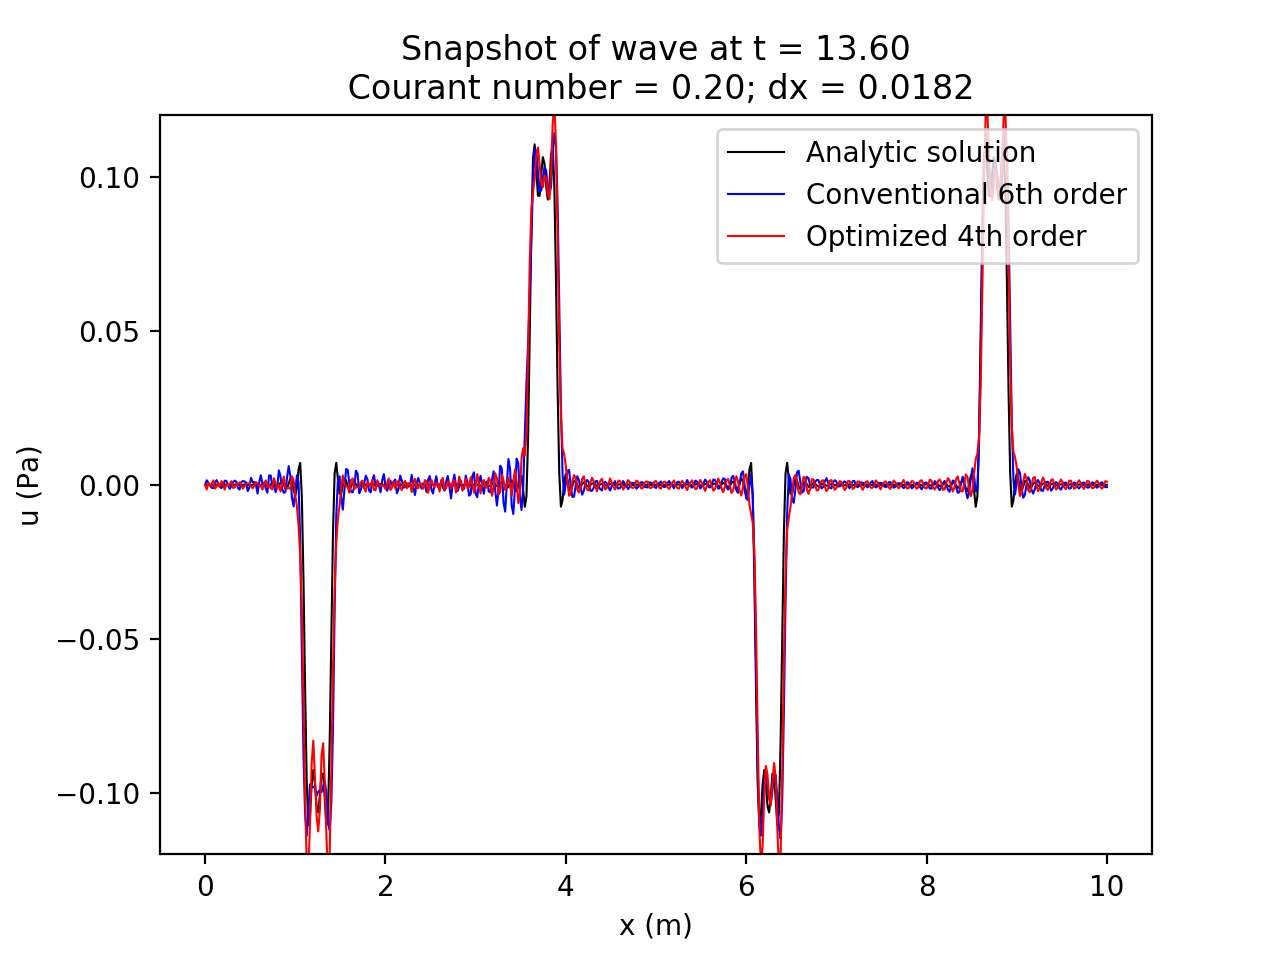 Snapshot of wave at t = 13.60
Courant number = 0.20; dx = 0.0182
Analytic solution
Conventional 6th order
Optimized 4th order
0.10
0.05
0.00
−0.05
−0.10
u (Pa)
0 2 4 6 8 10
x (m)